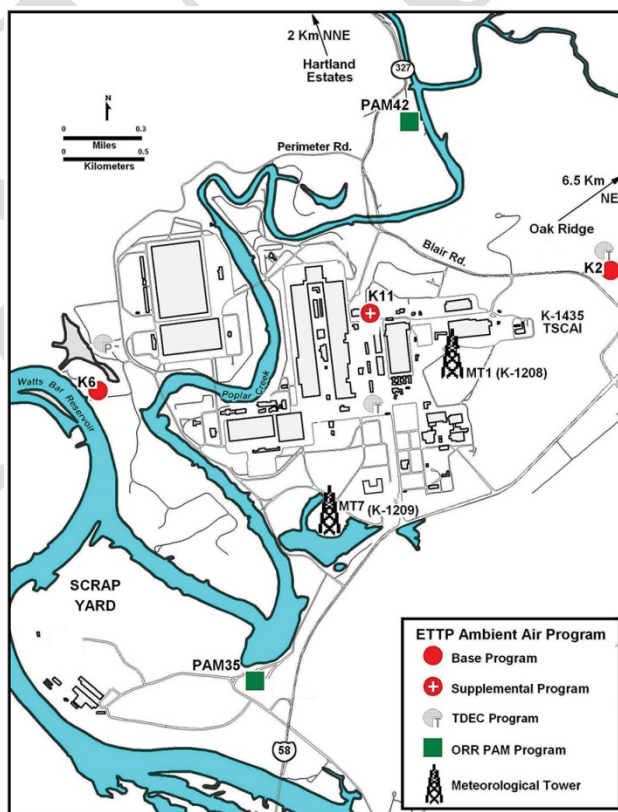 2 Km NNE
Hartland
Estates
327
PAM42
N
0 0.3
Miles
0 0.5
Kilometers
Perimeter Rd.
6.5 Km
NE
Oak Ridge
Blair Rd.
T
K2
K11
K-1435
TSCAI
MT1 (K-1208)
P
K6
Watts Bar Reservoir
Poplar Creek
T
MT7 (K-1209)
SCRAP
YARD
PAM35
58
ETTP Ambient Air Program
Base Program
Supplemental Program
T
TDEC Program
ORR PAM Program
Meteorological Tower